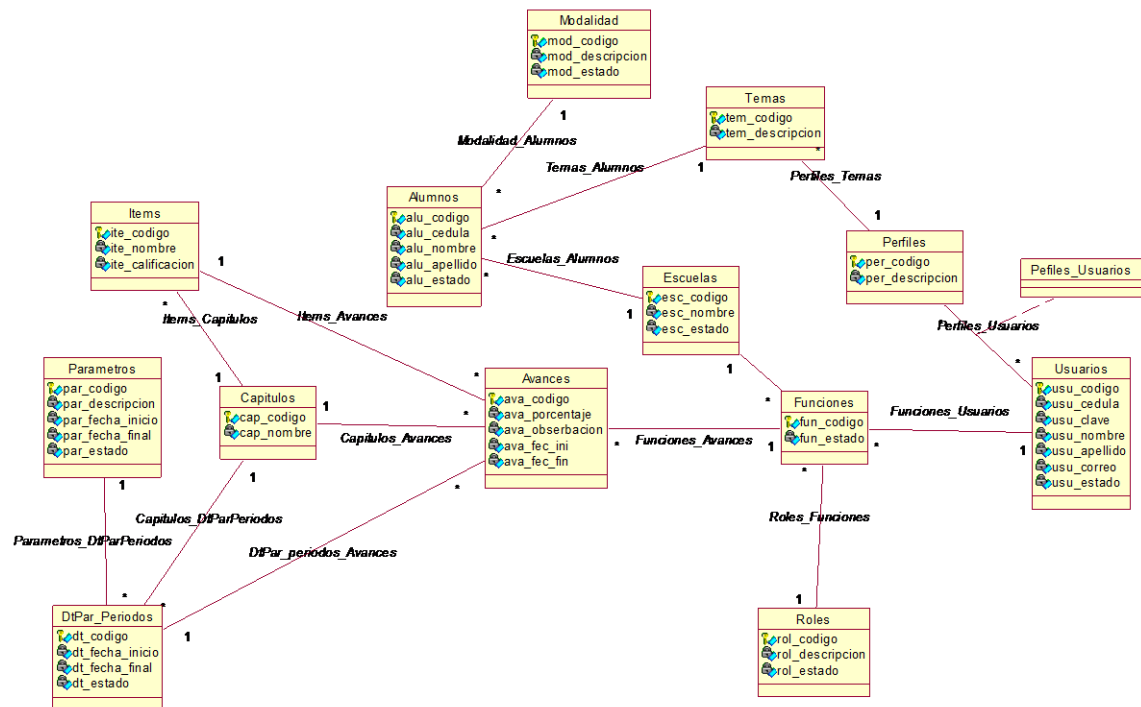 Modalidad
mod_codigo
mod_descripcion
mod_estado
1
Modalidad_Alumnos
*
Temas
tem_codigo
tem_descripcion
*
1
Temas_Alumnos
*
Perfiles_Temas
1
Alumnos
alu_codigo
alu_cedula
alu_nombre
alu_apellido
alu_estado
*
Escuelas_Alumnos
1
Items
ite_codigo
ite_nombre
ite_calificacion
1
*
Items_Capitulos
1
Items_Avances
*
Escuelas
esc_codigo
esc_nombre
esc_estado
1
*
Perfiles
per_codigo
per_descripcion
*
Perfiles_Usuarios
*
Pefiles_Usuarios
Parametros
par_codigo
par_descripcion
par_fecha_inicio
par_fecha_final
par_estado
1
Capitulos
cap_codigo
cap_nombre
1
1
Capitulos_Avances
*
Avances
ava_codigo
ava_porcentaje
ava_obserbacion
ava_fec_ini
ava_fec_fin
*
*
Funciones_Avances
1
Funciones
fun_codigo
fun_estado
*
*
Funciones_Usuarios
1
Usuarios
usu_codigo
usu_cedula
usu_clave
usu_nombre
usu_apellido
usu_correo
usu_estado
Parametros_DtParPeriodos
*
Capitulos_DtParPeriodos
*
DtPar_periodos_Avances
1
Roles_Funciones
1
DtPar_Periodos
dt_codigo
dt_fecha_inicio
dt_fecha_final
dt_estado
Roles
rol_codigo
rol_descripcion
rol_estado